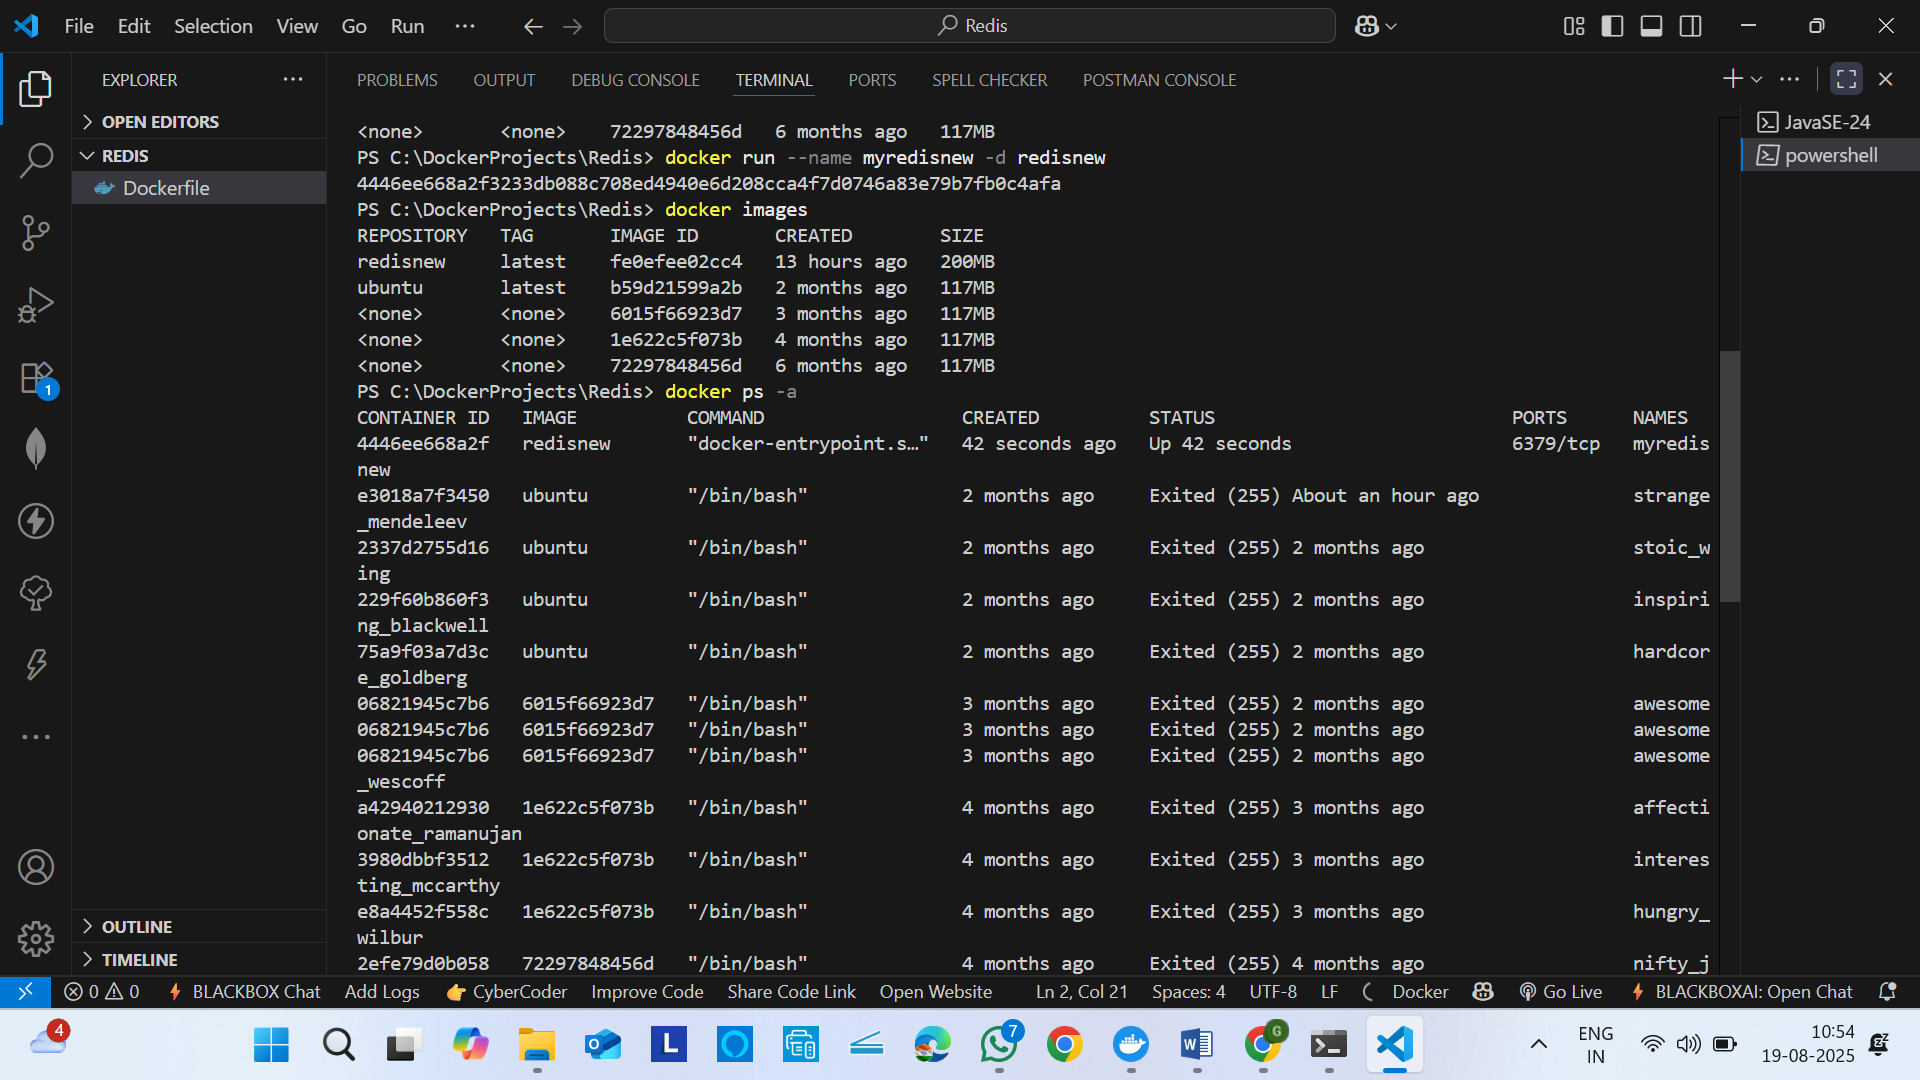 File Edit Selection View Go Run ···
Redis
EXPLORER ···
OPEN EDITORS
REDIS
Dockerfile
1
OUTLINE
TIMELINE
PROBLEMS OUTPUT DEBUG CONSOLE TERMINAL PORTS SPELL CHECKER POSTMAN CONSOLE
JavaSE-24
powershell
<none> <none> 72297848456d 6 months ago 117MB
PS C:\DockerProjects\Redis> docker run --name myredisnew -d redisnew
4446ee668a2f3233db088c708ed4940e6d208cca4f7d0746a83e79b7fb0c4afa
PS C:\DockerProjects\Redis> docker images
REPOSITORY TAG IMAGE ID CREATED SIZE
redisnew latest fe0efee02cc4 13 hours ago 200MB
ubuntu latest b59d21599a2b 2 months ago 117MB
<none> <none> 6015f66923d7 3 months ago 117MB
<none> <none> 1e622c5f073b 4 months ago 117MB
<none> <none> 72297848456d 6 months ago 117MB
PS C:\DockerProjects\Redis> docker ps -a
CONTAINER ID IMAGE COMMAND CREATED STATUS PORTS NAMES
4446ee668a2f redisnew "docker-entrypoint.s…" 42 seconds ago Up 42 seconds 6379/tcp myredis
new
e3018a7f3450 ubuntu "/bin/bash" 2 months ago Exited (255) About an hour ago strange
_mendeleev
2337d2755d16 ubuntu "/bin/bash" 2 months ago Exited (255) 2 months ago stoic_w
ing
229f60b860f3 ubuntu "/bin/bash" 2 months ago Exited (255) 2 months ago inspiri
ng_blackwell
75a9f03a7d3c ubuntu "/bin/bash" 2 months ago Exited (255) 2 months ago hardcor
e_goldberg
06821945c7b6 6015f66923d7 "/bin/bash" 3 months ago Exited (255) 2 months ago awesome
06821945c7b6 6015f66923d7 "/bin/bash" 3 months ago Exited (255) 2 months ago awesome
06821945c7b6 6015f66923d7 "/bin/bash" 3 months ago Exited (255) 2 months ago awesome
_wescoff
a42940212930 1e622c5f073b "/bin/bash" 4 months ago Exited (255) 3 months ago affecti
onate_ramanujan
3980dbbf3512 1e622c5f073b "/bin/bash" 4 months ago Exited (255) 3 months ago interes
ting_mccarthy
e8a4452f558c 1e622c5f073b "/bin/bash" 4 months ago Exited (255) 3 months ago hungry_
wilbur
2efe79d0b058 72297848456d "/bin/bash" 4 months ago Exited (255) 4 months ago nifty_j
0 0 BLACKBOX Chat Add Logs CyberCoder Improve Code Share Code Link Open Website Ln 2, Col 21 Spaces: 4 UTF-8 LF Docker Go Live BLACKBOXAI: Open Chat
4
L
7
G
ENG
IN
10:54
19-08-2025